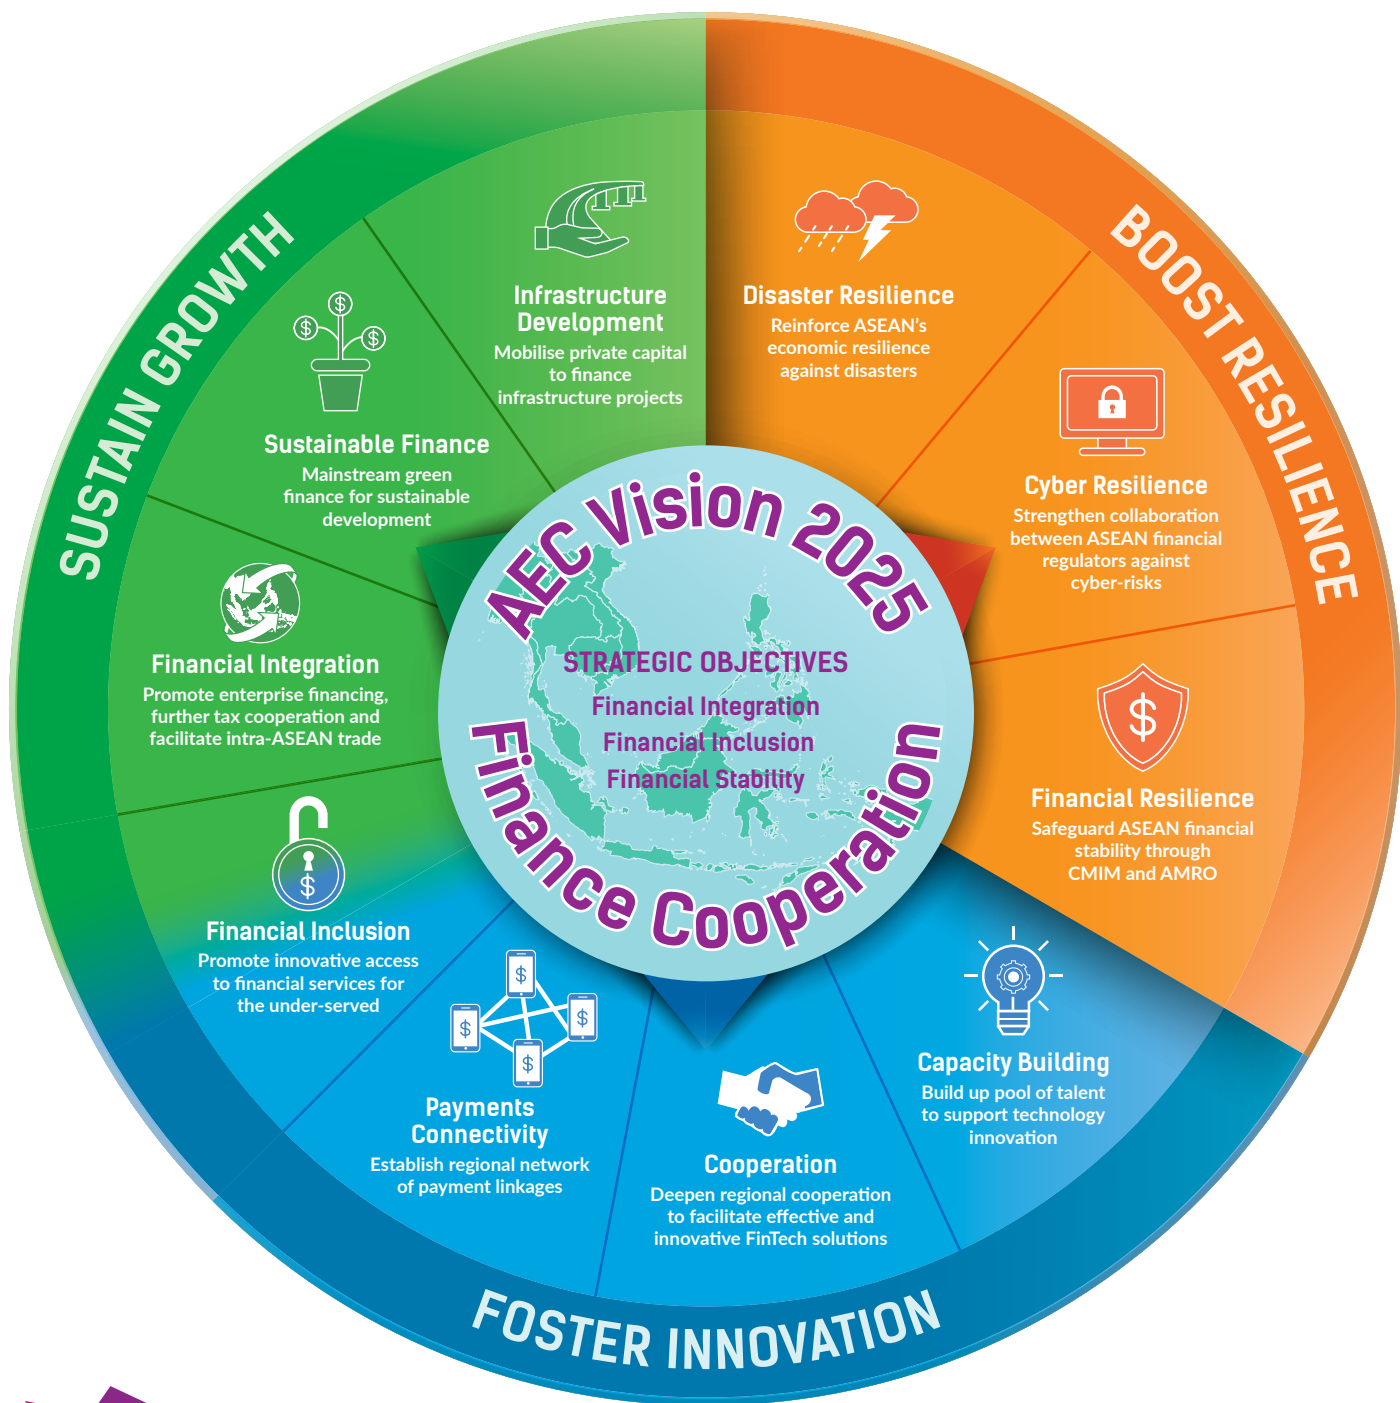 SUSTAIN GROWTH
Infrastructure
Development
Mobilise private capital
to finance
infrastructure projects
Sustainable Finance
Mainstream green
finance for sustainable
development
Financial Integration
Promote enterprise financing,
further tax cooperation and
facilitate intra-ASEAN trade
$
Financial Inclusion
Promote innovative access
to financial services for
the under-served
BOOST RESILIENCE
Disaster Resilience
Reinforce ASEAN's
economic resilience
against disasters
Cyber Resilience
Strengthen collaboration
between ASEAN financial
regulators against
cyber-risks
$
Financial Resilience
Safeguard ASEAN financial
stability through
CMIM and AMRO
FOSTER INNOVATION
Capacity Building
Build up pool of talent
to support technology
innovation
Cooperation
Deepen regional cooperation
to facilitate effective and
innovative FinTech solutions
$
$
$
$
Payments
Connectivity
Establish regional network
of payment linkages
AEC Vision 2025
STRATEGIC OBJECTIVES
Financial Integration
Financial Inclusion
Financial Stability
Finance Cooperation
$
$
$